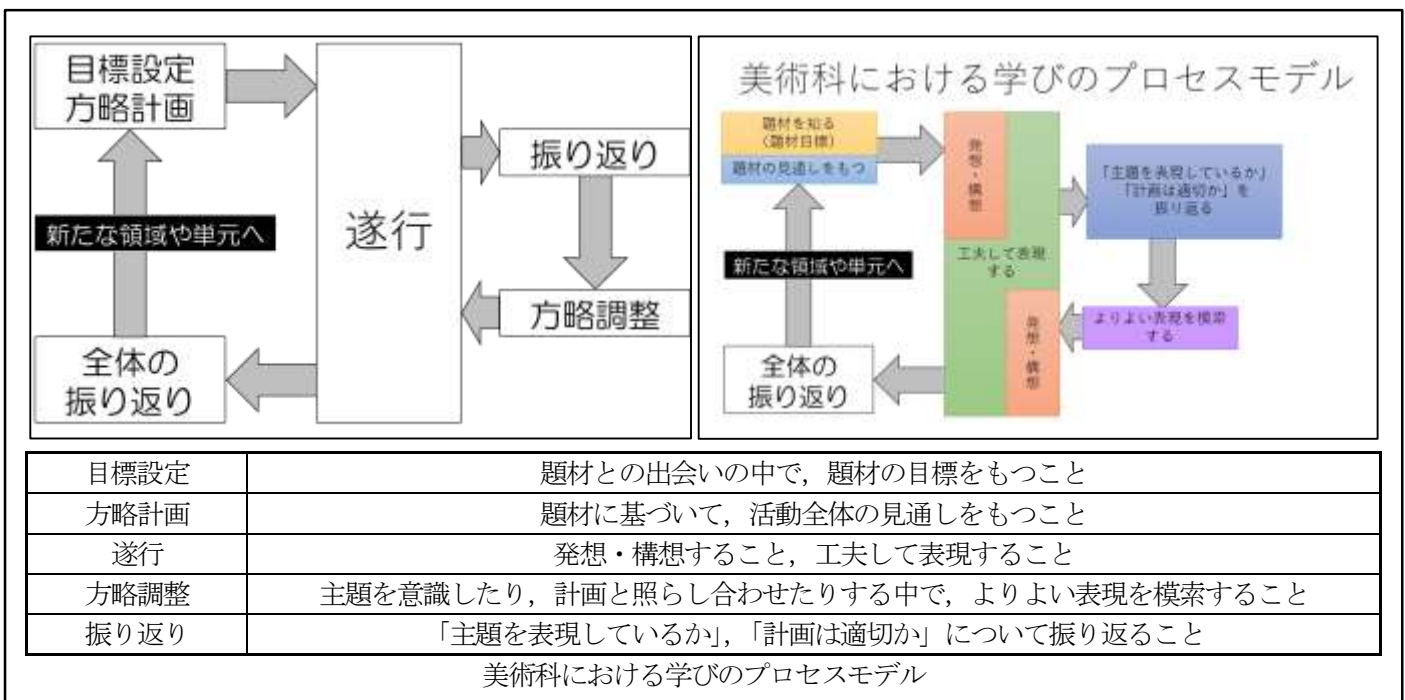 目標設定
方略計画
遂行
振り返り
方略調整
新たな領域や単元へ
全体の
振り返り
美術科における学びのプロセスモデル
題材を知る
(題材目標)
題材の見通しをもつ
発想・構想
工夫して表現
する
発想・構想
「主題を表現しているか」
「計画は適切か」を
振り返る
よりよい表現を模索
する
新たな領域や単元へ
全体の
振り返り
目標設定 題材との出会いの中で，題材の目標をもつこと
方略計画 題材に基づいて，活動全体の見通しをもつこと
遂行 発想・構想すること，工夫して表現すること
方略調整 主題を意識したり，計画と照らし合わせたりする中で，よりよい表現を模索すること
振り返り 「主題を表現しているか」，「計画は適切か」について振り返ること
美術科における学びのプロセスモデル